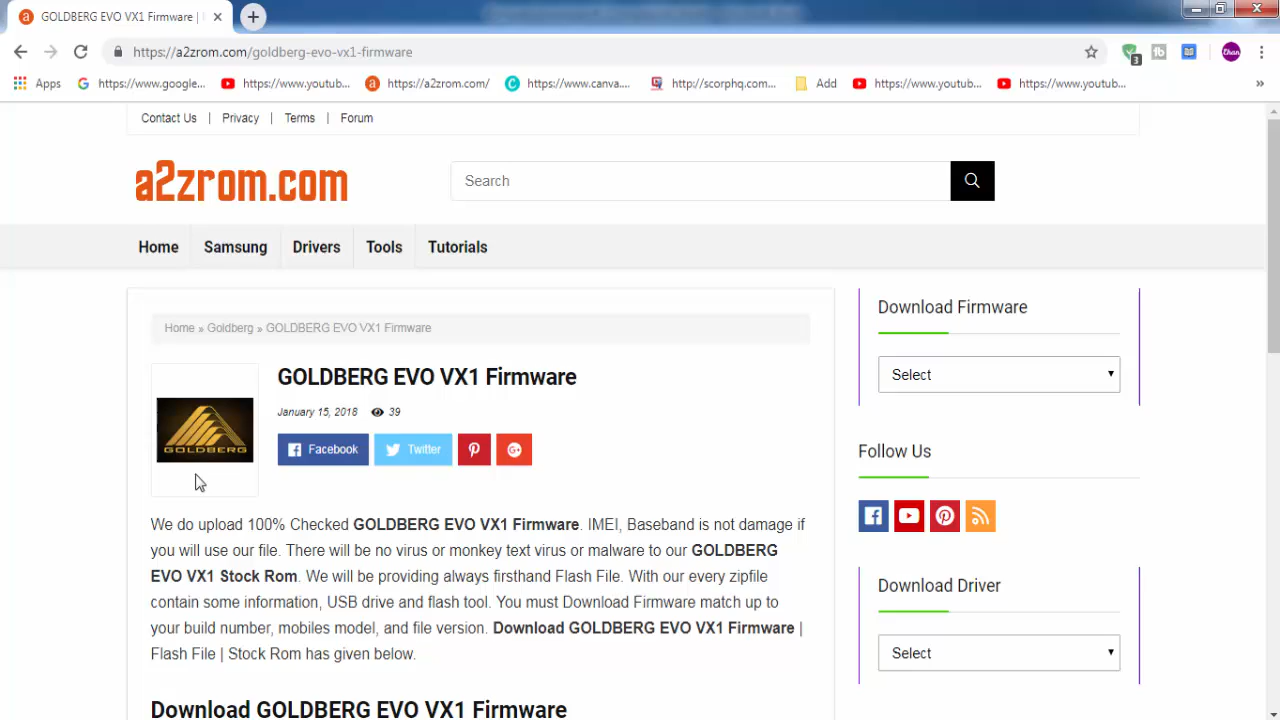 GOLDBERG EVO VX1 Firmware |
https://a2zrom.com/goldberg-evo-vx1-firmware
3
than
Apps
https://www.google...
https://www.youtub...
https://a2zrom.com/
https://www.canva....
http://scorphq.com...
Add
https://www.youtub...
https://www.youtub...
»
Contact Us | Privacy | Terms | Forum
a2zrom.com
Search
Home Samsung Drivers Tools Tutorials
Home » Goldberg » GOLDBERG EVO VX1 Firmware
GOLDBERG
GOLDBERG EVO VX1 Firmware
January 15, 2018 39
Facebook Twitter
We do upload 100% Checked GOLDBERG EVO VX1 Firmware. IMEI, Baseband is not damage if
you will use our file. There will be no virus or monkey text virus or malware to our GOLDBERG
EVO VX1 Stock Rom. We will be providing always firsthand Flash File. With our every zipfile
contain some information, USB drive and flash tool. You must Download Firmware match up to
your build number, mobiles model, and file version. Download GOLDBERG EVO VX1 Firmware |
Flash File | Stock Rom has given below.
Download GOLDBERG EVO VX1 Firmware
Download Firmware
Select
Follow Us
Download Driver
Select